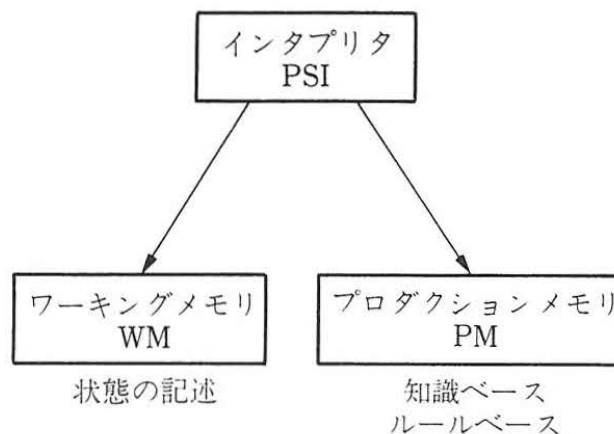 インタプリタ
PSI
ワーキングメモリ
WM
プロダクションメモリ
PM
状態の記述
知識ベース
ルールベース